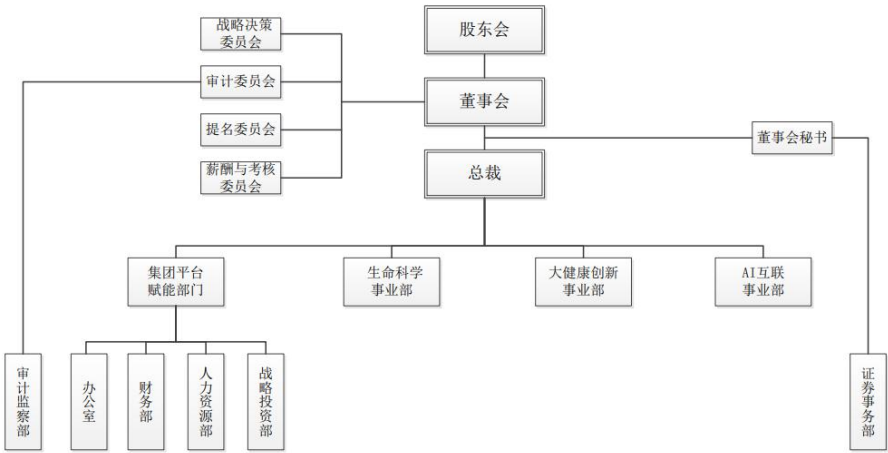 股东会
战略决策
委员会
审计委员会
董事会
提名委员会
董事会秘书
薪酬与考核
委员会
总裁
集团平台
赋能部门
生命科学
事业部
大健康创新
事业部
AI互联
事业部
审计监察部
办公室
财务部
人力资源部
战略投资部
证券事务部